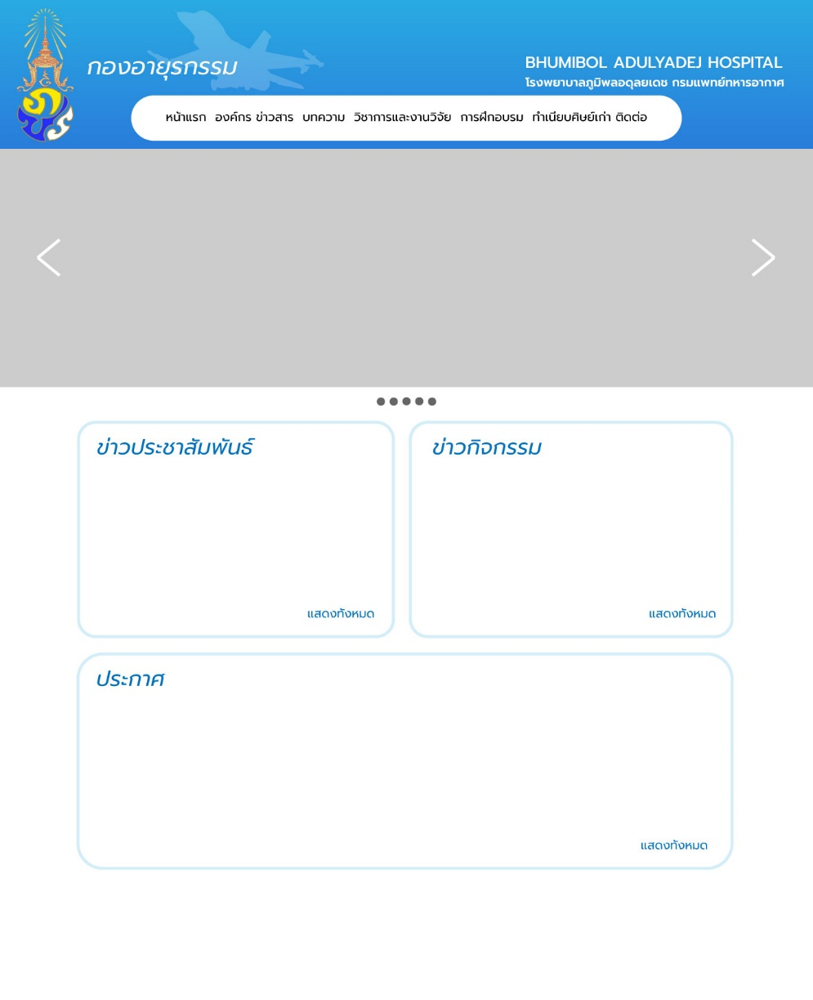 กองอายุรกรรม
BHUMIBOL ADULYADEJ HOSPITAL
โรงพยาบาลภูมิพลอดุลยเดช กรมแพทย์ทหารอากาศ
หน้าแรก องค์กร ข่าวสาร บทความ วิชาการและงานวิจัย การฝึกอบรม ทำเนียบศิษย์เก่า ติดต่อ
ข่าวประชาสัมพันธ์
แสดงทั้งหมด
ข่าวกิจกรรม
แสดงทั้งหมด
ประกาศ
แสดงทั้งหมด